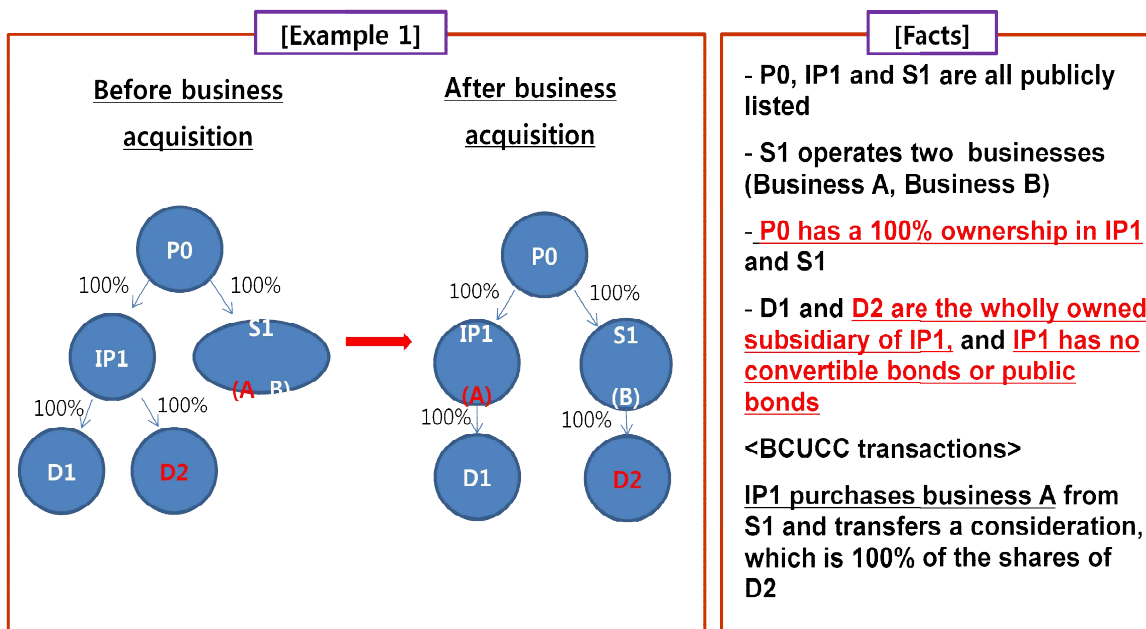 [Example 1]
Before business
acquisition
After business
acquisition
P0
100%
100%
IP1
S1
(A B)
100%
100%
D1
D2
P0
100%
100%
IP1
(A)
S1
(B)
100%
100%
D1
D2
[Facts]
- P0, IP1 and S1 are all publicly
listed
- S1 operates two businesses
(Business A, Business B)
- P0 has a 100% ownership in IP1
and S1
- D1 and D2 are the wholly owned
subsidiary of IP1, and IP1 has no
convertible bonds or public
bonds
<BCUCC transactions>
IP1 purchases business A from
S1 and transfers a consideration,
which is 100% of the shares of
D2